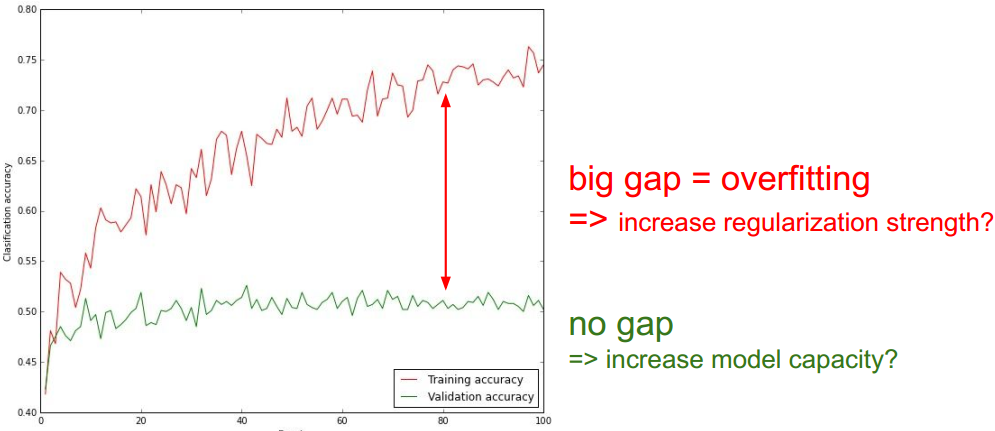 0.80
0.75
0.70
0.65
0.60
0.55
0.50
0.45
0.40
Clasification accuracy
0
20
40
60
80
100
Training accuracy
Validation accuracy
big gap = overfitting
=> increase regularization strength?
no gap
=> increase model capacity?